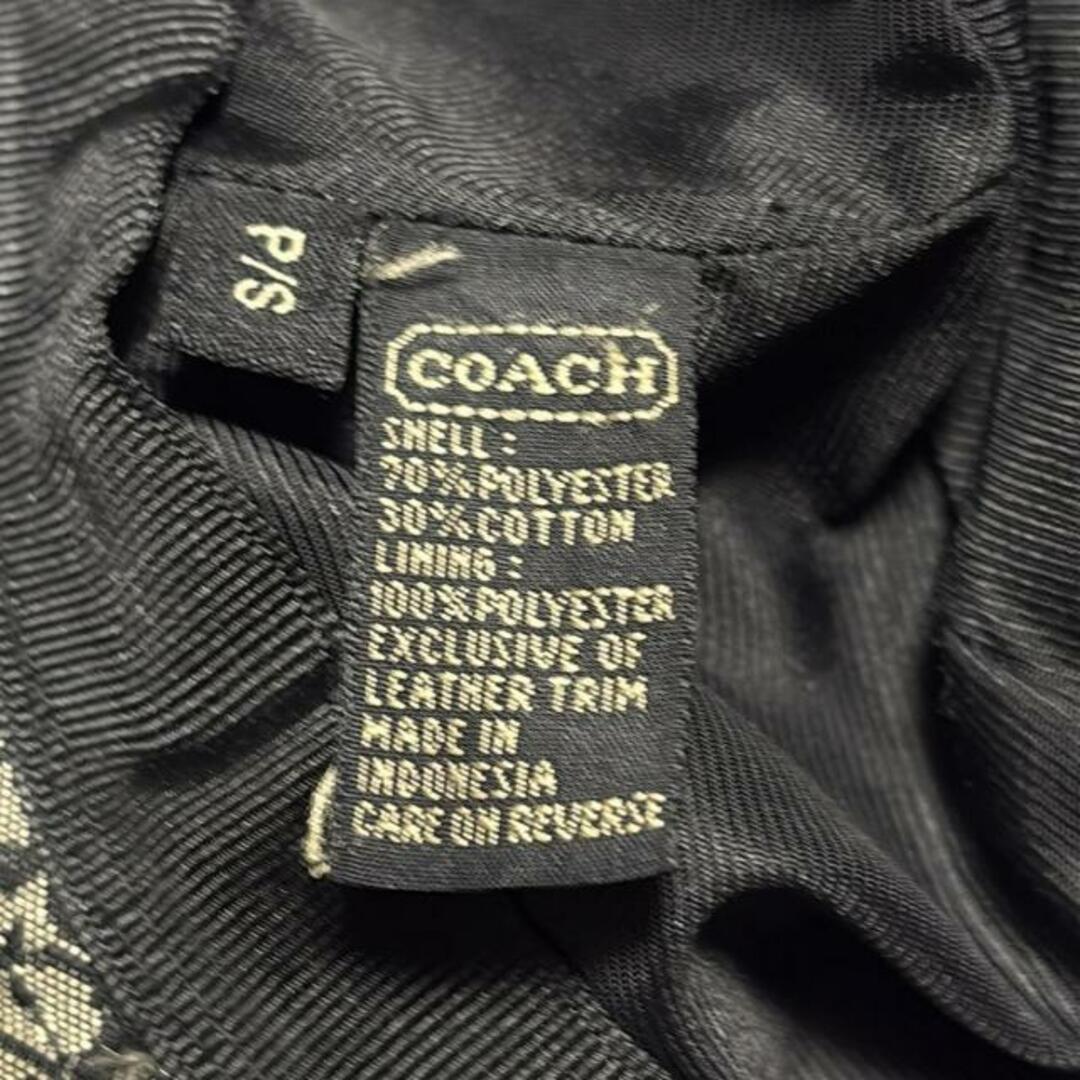 P/S
COACH
SHELL :
70% POLYESTER
30% COTTON
LINING :
100% POLYESTER
EXCLUSIVE OF
LEATHER TRIM
MADE IN
INDONESIA
CARE ON REVERSE